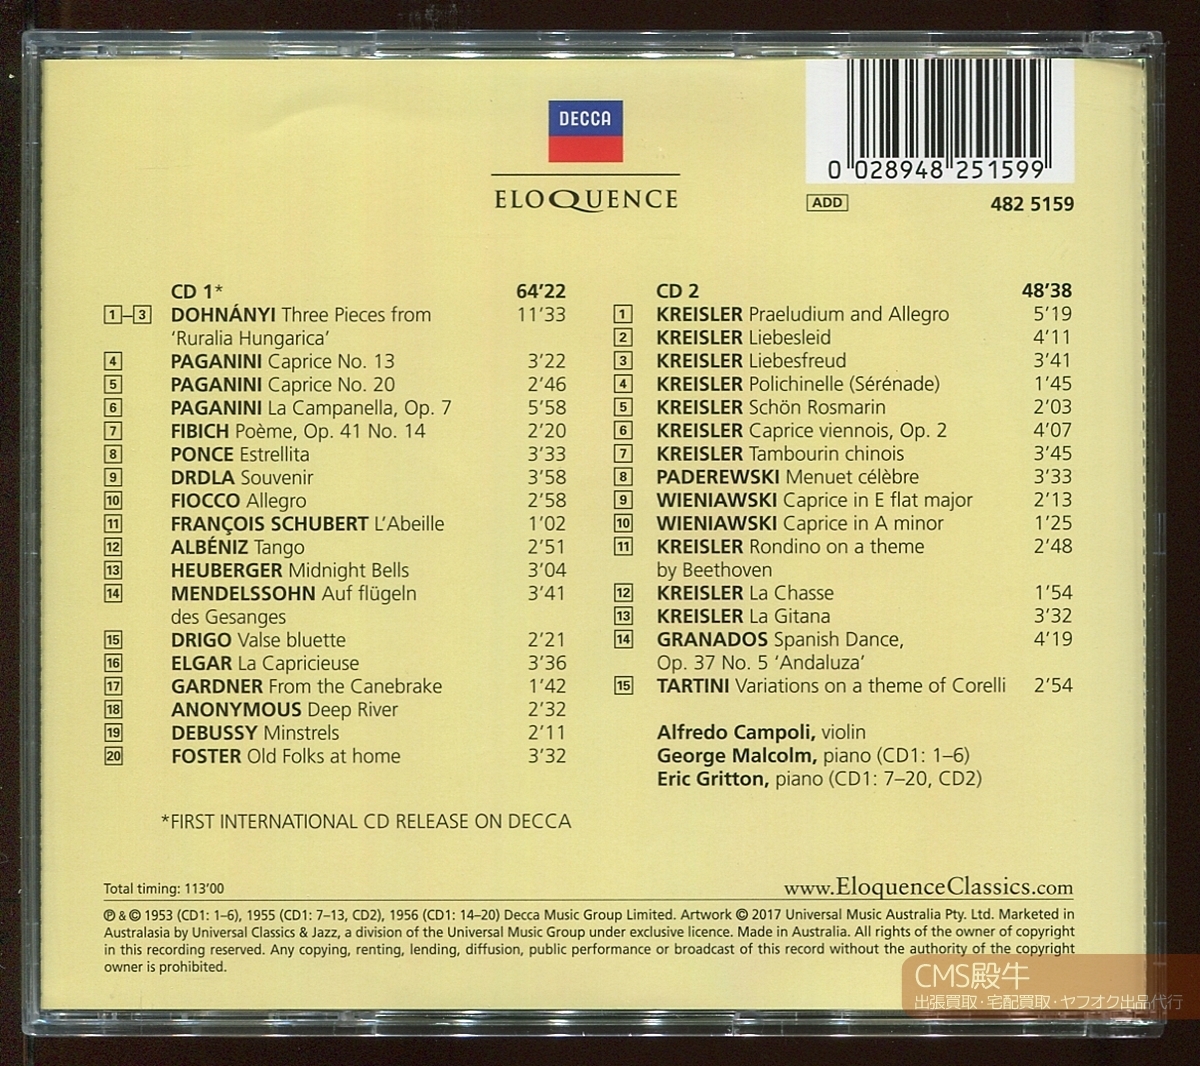 DECCA
ELOQUENCE
0 028948 251599
ADD 482 5159
CD 1* 64’22
1–3 DOHNÁNYI Three Pieces from 11’33
‘Ruralia Hungarica’
4 PAGANINI Caprice No. 13 3’22
5 PAGANINI Caprice No. 20 2’46
6 PAGANINI La Campanella, Op. 7 5’58
7 FIBICH Poème, Op. 41 No. 14 2’20
8 PONCE Estrellita 3’33
9 DRDLA Souvenir 3’58
10 FIOCCO Allegro 2’58
11 FRANÇOIS SCHUBERT L’Abeille 1’02
12 ALBÉNIZ Tango 2’51
13 HEUBERGER Midnight Bells 3’04
14 MENDELSSOHN Auf flügeln 3’41
des Gesanges
15 DRIGO Valse bluette 2’21
16 ELGAR La Capricieuse 3’36
17 GARDNER From the Canebrake 1’42
18 ANONYMOUS Deep River 2’32
19 DEBUSSY Minstrels 2’11
20 FOSTER Old Folks at home 3’32
*FIRST INTERNATIONAL CD RELEASE ON DECCA
CD 2 48’38
1 KREISLER Praeludium and Allegro 5’19
2 KREISLER Liebesleid 4’11
3 KREISLER Liebesfreud 3’41
4 KREISLER Polichinelle (Sérénade) 1’45
5 KREISLER Schön Rosmarin 2’03
6 KREISLER Caprice viennois, Op. 2 4’07
7 KREISLER Tambourin chinois 3’45
8 PADEREWSKI Menuet célèbre 3’33
9 WIENIAWSKI Caprice in E flat major 2’13
10 WIENIAWSKI Caprice in A minor 1’25
11 KREISLER Rondino on a theme 2’48
by Beethoven
12 KREISLER La Chasse 1’54
13 KREISLER La Gitana 3’32
14 GRANADOS Spanish Dance, 4’19
Op. 37 No. 5 ‘Andaluza’
15 TARTINI Variations on a theme of Corelli 2’54
Alfredo Campoli, violin
George Malcolm, piano (CD1: 1–6)
Eric Gritton, piano (CD1: 7–20, CD2)
Total timing: 113’00 www.EloquenceClassics.com
℗ & © 1953 (CD1: 1–6), 1955 (CD1: 7–13, CD2), 1956 (CD1: 14–20) Decca Music Group Limited. Artwork © 2017 Universal Music Australia Pty. Ltd. Marketed in
Australasia by Universal Classics & Jazz, a division of the Universal Music Group under exclusive licence. Made in Australia. All rights of the owner of copyright
in this recording reserved. Any copying, renting, lending, diffusion, public performance or broadcast of this record without the authority of the copyright
owner is prohibited.
CMS殿牛
出張買取・宅配買取・ヤフオク出品代行